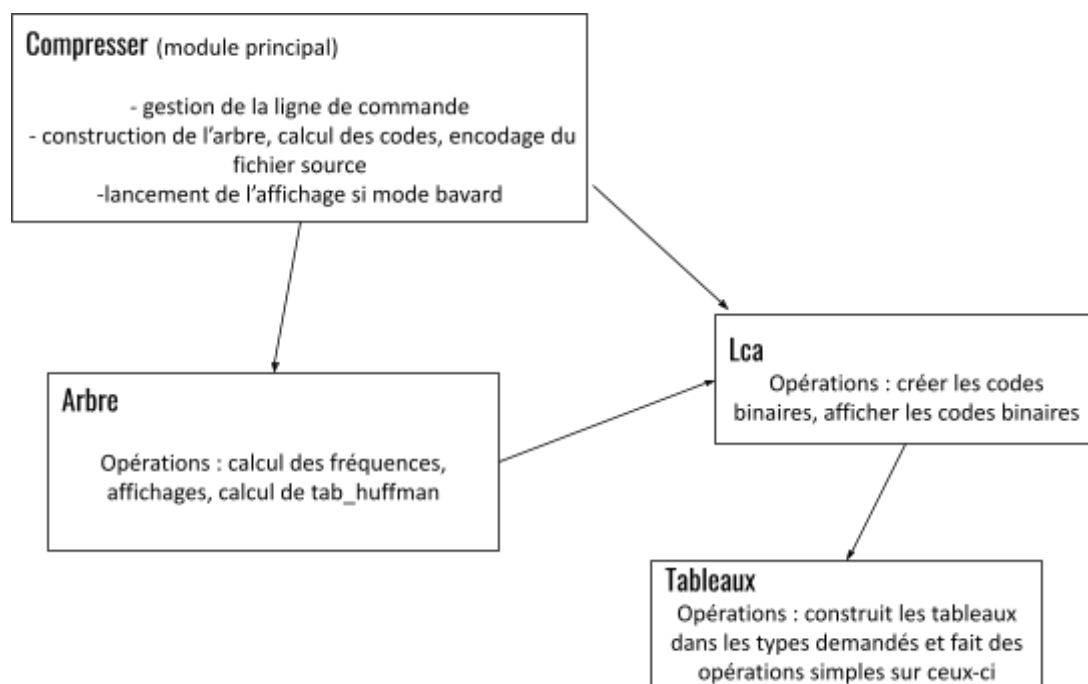 Compresser (module principal)
- gestion de la ligne de commande
- construction de l'arbre, calcul des codes, encodage du
fichier source
-lancement de l'affichage si mode bavard
Lca
Opérations : créer les codes
binaires, afficher les codes binaires
Arbre
Opérations : calcul des fréquences,
affichages, calcul de tab_huffman
Tableaux
Opérations : construit les tableaux
dans les types demandés et fait des
opérations simples sur ceux-ci